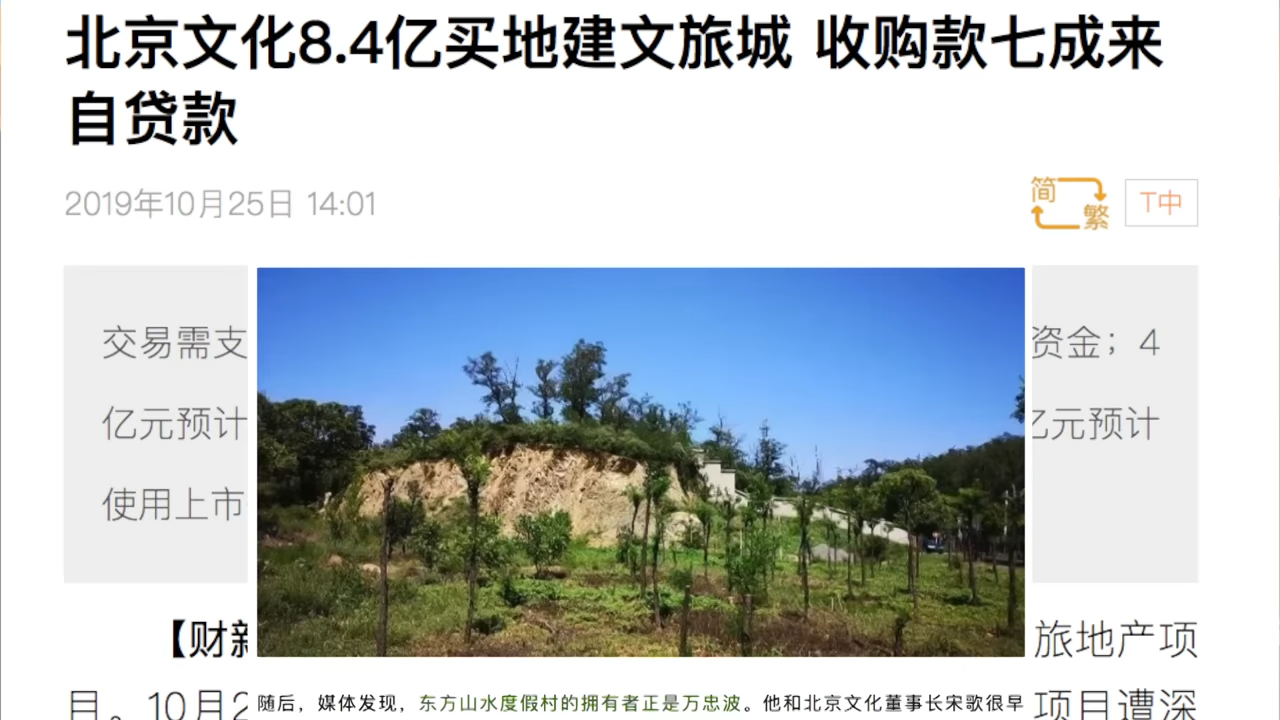 北京文化8.4亿买地建文旅城 收购款七成来
自贷款
2019年10月25日 14:01
简
繁
T中
交易需支
资金；4
亿元预计
亿元预计
使用上市
【财新
旅地产项
目。10月2
项目遭深
随后，媒体发现，东方山水度假村的拥有者正是万忠波。他和北京文化董事长宋歌很早